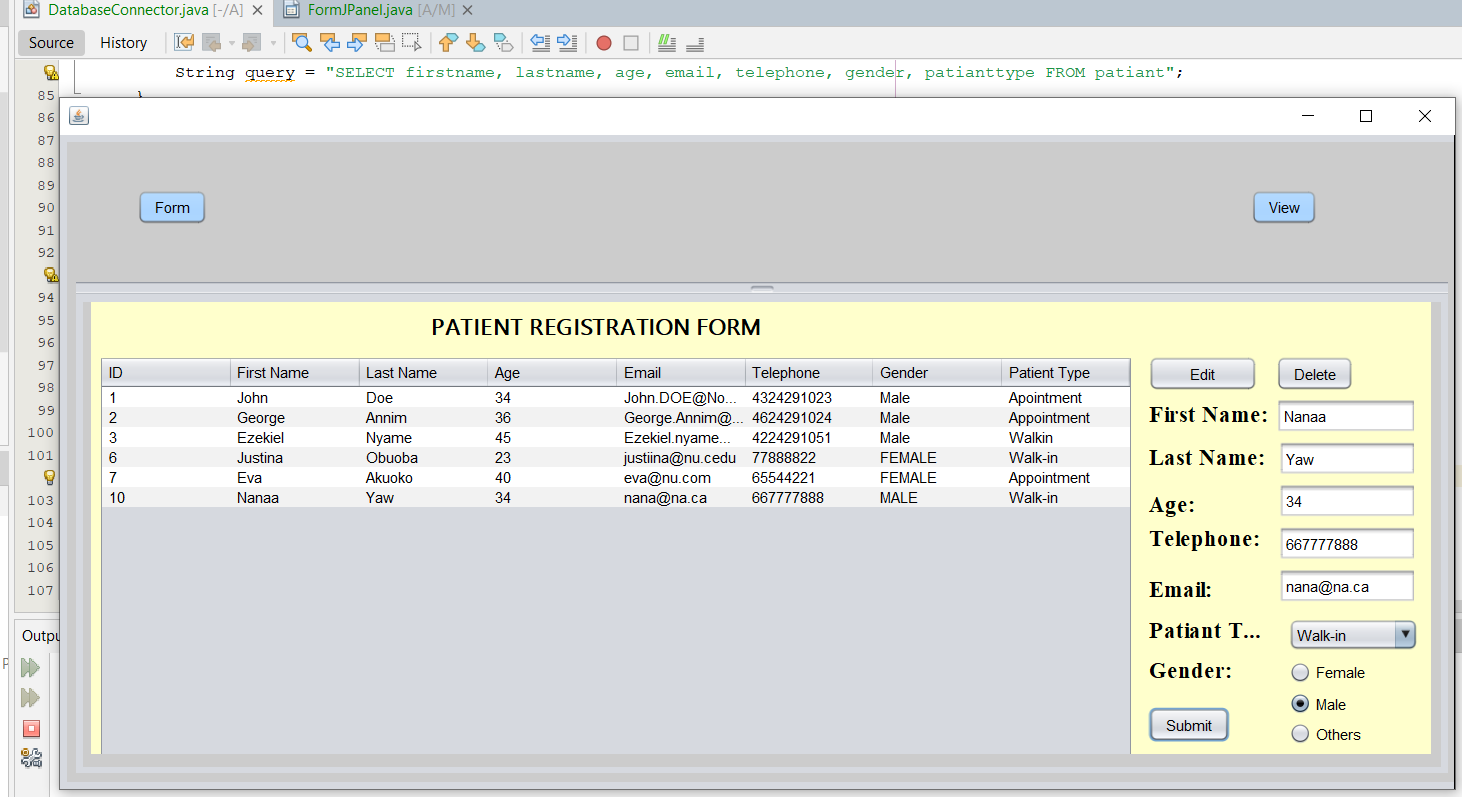 DatabaseConnector.java [-/A] FormJPanel.java [A/M]
Source History
String query = "SELECT firstname, lastname, age, email, telephone, gender, patianttype FROM patiant";
85 }
86
87
88
89
90
91
92
94
95
96
97
98
99
100
101
103
104
105
106
107
Form View
PATIENT REGISTRATION FORM
ID First Name Last Name Age Email Telephone Gender Patient Type
1 John Doe 34 John.DOE@No... 4324291023 Male Apointment
2 George Annim 36 George.Annim@... 4624291024 Male Appointment
3 Ezekiel Nyame 45 Ezekiel.nyame... 4224291051 Male Walkin
6 Justina Obuoba 23 justiina@nu.cedu 77888822 FEMALE Walk-in
7 Eva Akuoko 40 eva@nu.com 65544221 FEMALE Appointment
10 Nanaa Yaw 34 nana@na.ca 667777888 MALE Walk-in
Edit Delete
First Name: Nanaa
Last Name: Yaw
Age: 34
Telephone: 667777888
Email: nana@na.ca
Patiant T... Walk-in
Gender: Female
Male
Submit
Others
Outpu
P